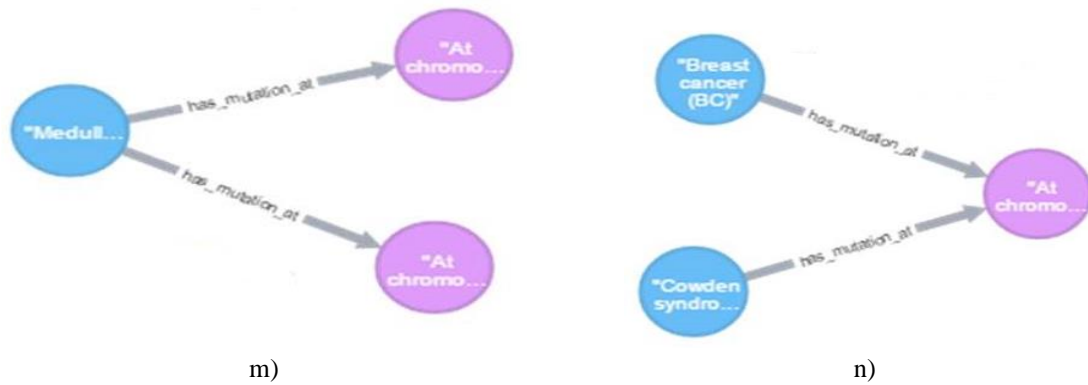 "At
chromo...
has_mutation_at
"Medull...
has_mutation_at
"At
chromo...
m)
"Breast
cancer
(BC)"
has_mutation_at
"At
chromo...
has_mutation_at
"Cowden
syndro...
n)